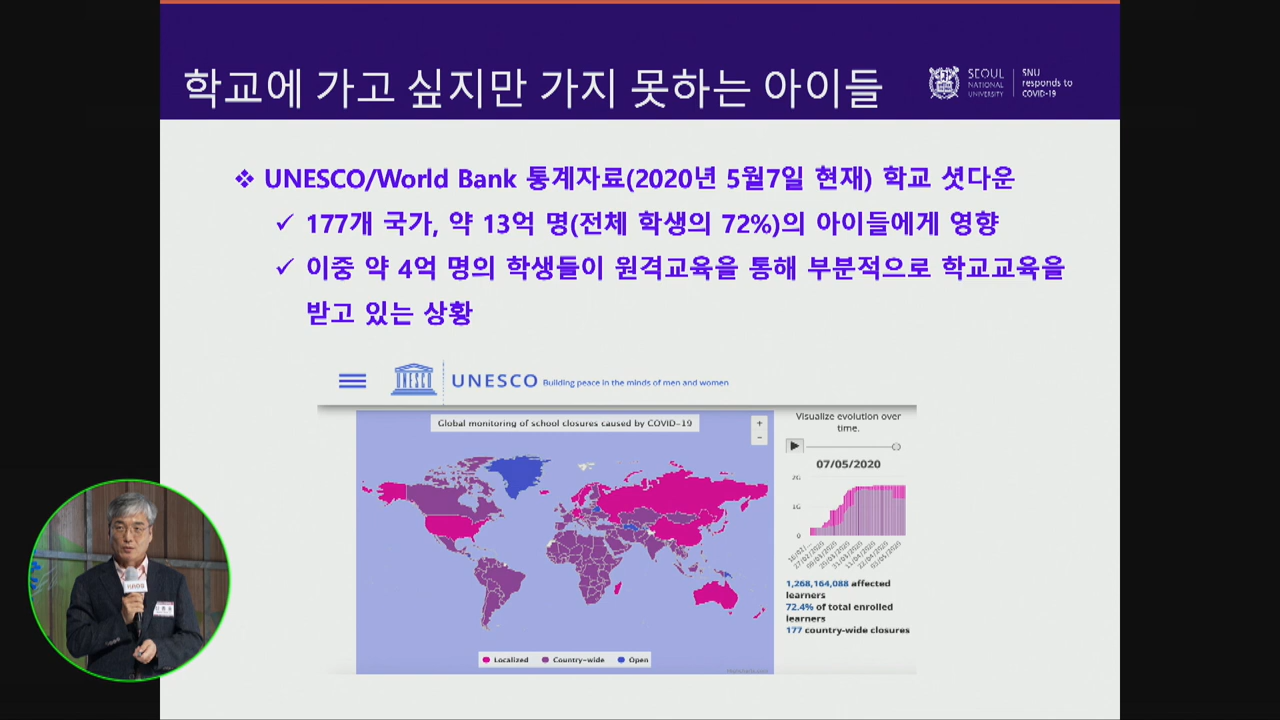 학교에 가고 싶지만 가지 못하는 아이들
SEOUL
NATIONAL
UNIVERSITY
SNU
responds to
COVID-19
❖ UNESCO/World Bank 통계자료(2020년 5월7일 현재) 학교 셧다운
✓ 177개 국가, 약 13억 명(전체 학생의 72%)의 아이들에게 영향
✓ 이중 약 4억 명의 학생들이 원격교육을 통해 부분적으로 학교교육을
받고 있는 상황
UNESCO Building peace in the minds of men and women
Global monitoring of school closures caused by COVID-19
+
−
Visualize evolution over
time.
07/05/2020
2G
1G
0
1,268,164,088 affected
learners
72.4% of total enrolled
learners
177 country-wide closures
Localized Country-wide Open